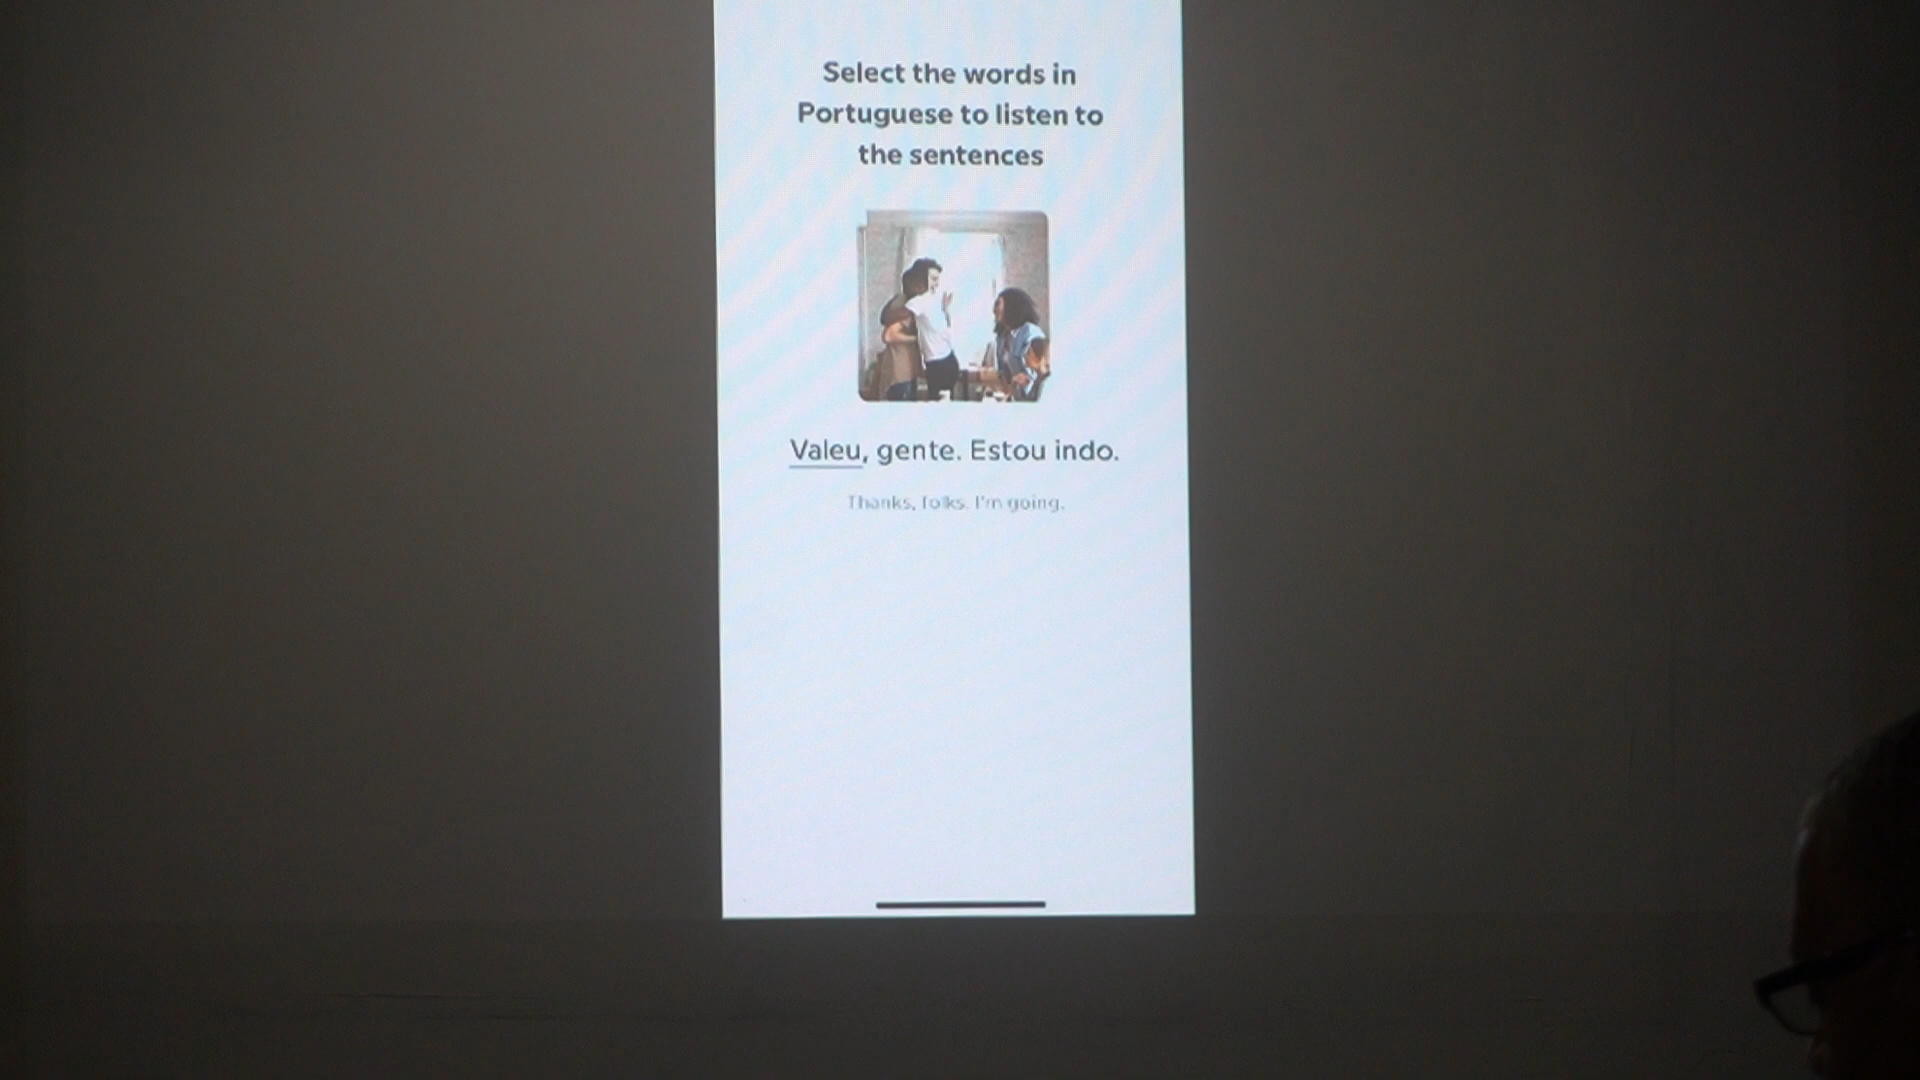 Select the words in
Portuguese to listen to
the sentences
Valeu, gente. Estou indo.
Thanks, folks. I'm going.